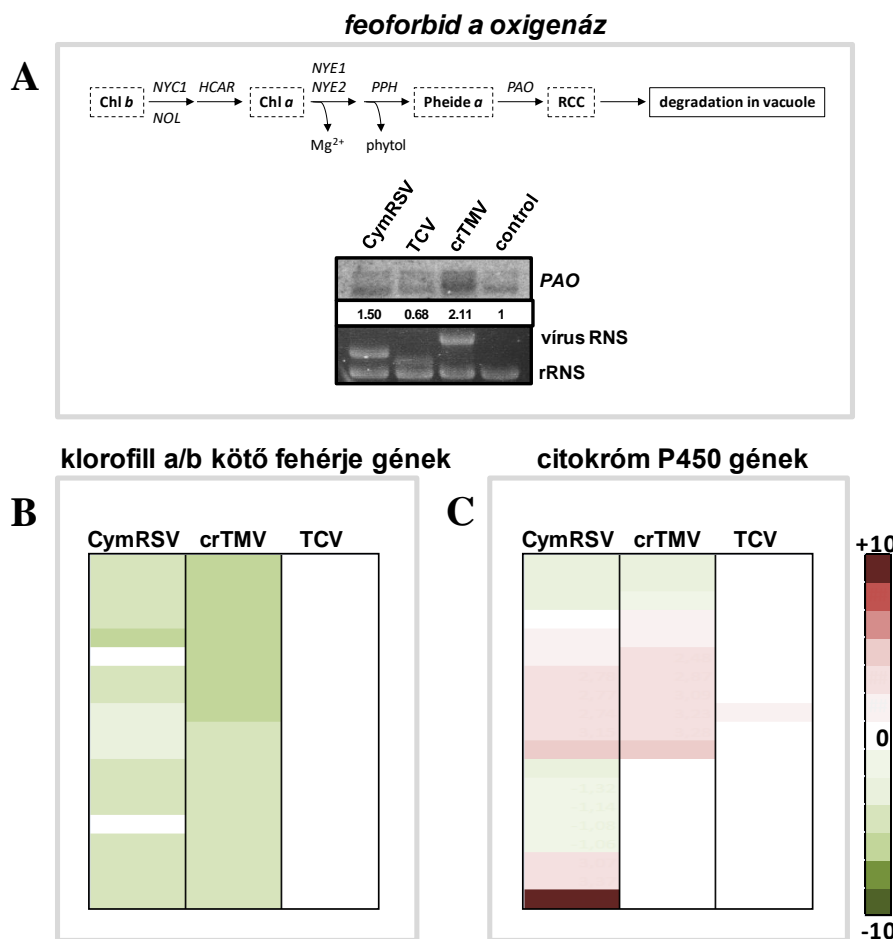 feoforbid a oxigenáz
A
NYE1
NYC1 HCAR NYE2 PPH PAO
Chl b Chl a Pheide a RCC degradation in vacuole
NOL
Mg2+ phytol
CymRSV TCV crTMV control
PAO
1.50 0.68 2.11 1
vírus RNS
rRNS
klorofill a/b kötő fehérje gének
B
CymRSV crTMV TCV
citokróm P450 gének
C
CymRSV crTMV TCV
+10
0
-10